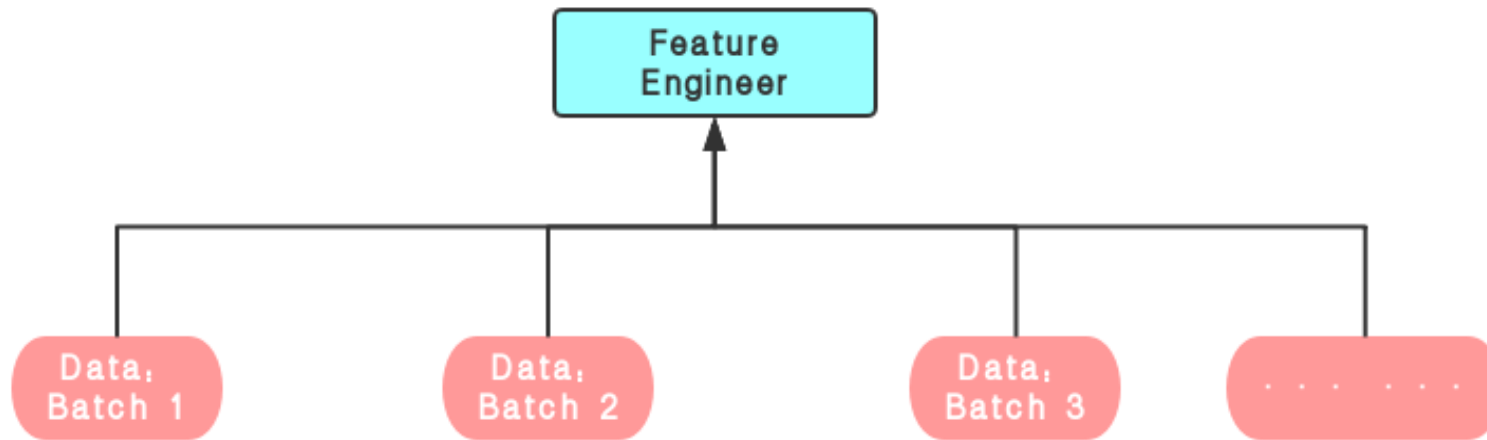 Feature
Engineer
Data:
Batch 1
Data:
Batch 2
Data:
Batch 3
... ...